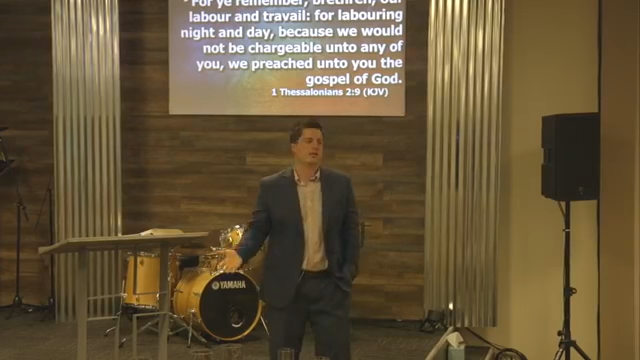 For ye remember, brethren, our
labour and travail: for labouring
night and day, because we would
not be chargeable unto any of
you, we preached unto you the
gospel of God.
1 Thessalonians 2:9 (KJV)
YAMAHA